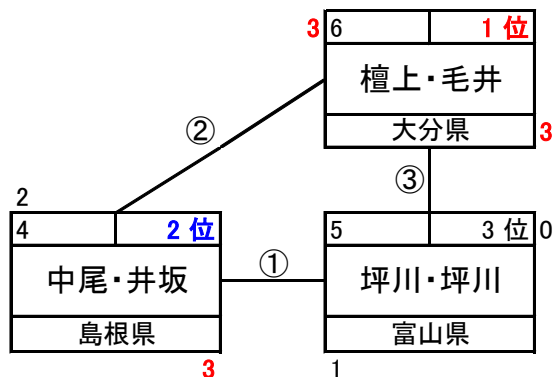 3 6 1 位
檀上・毛井
大分県 3
②
③
2
4 2 位
中尾・井坂
島根県
3
①
5 3 位 0
坪川・坪川
富山県
1